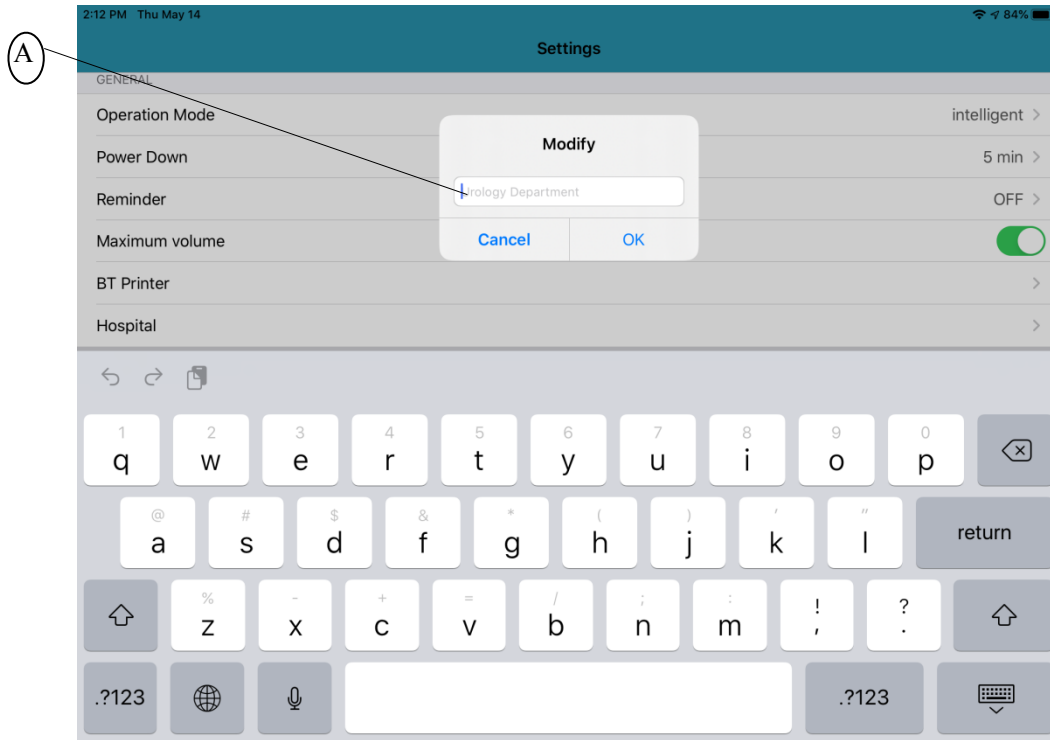 2:12 PM Thu May 14 84%
A
Settings
GENERAL
Operation Mode intelligent >
Power Down 5 min >
Reminder OFF >
Maximum volume
BT Printer >
Hospital >
Modify
Urology Department
Cancel OK
1 2 3 4 5 6 7 8 9 0
q w e r t y u i o p
@ # $ & * ( ) ' "
a s d f g h j k l return
% - + = / ; : ! ?
z x c v b n m , .
.?123 .?123